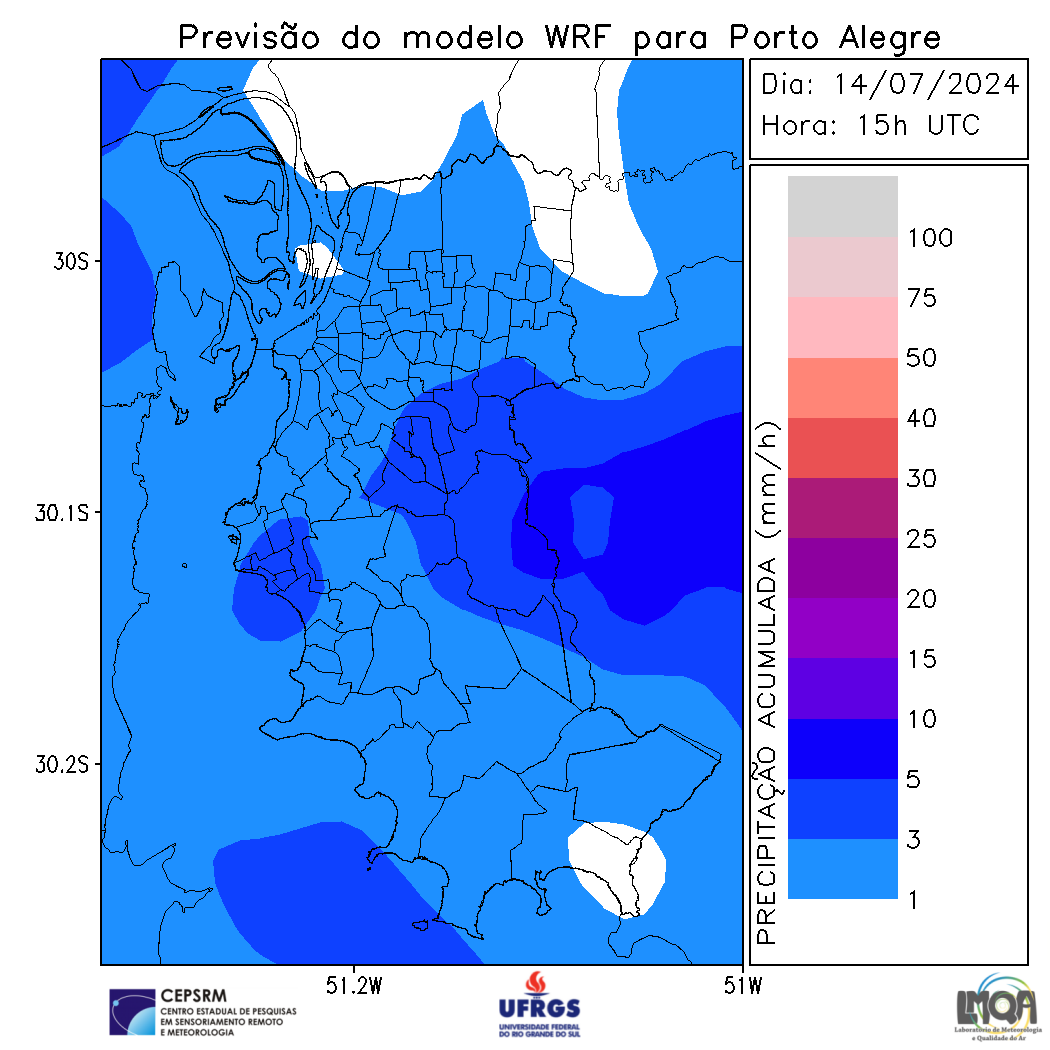 Previsão do modelo WRF para Porto Alegre
Dia: 14/07/2024
Hora: 15h UTC
30S
30.1S
30.2S
51.2W
51W
PRECIPITAÇÃO ACUMULADA (mm/h)
100
75
50
40
30
25
20
15
10
5
3
1
CEPSRM
CENTRO ESTADUAL DE PESQUISAS
EM SENSORIAMENTO REMOTO
E METEOROLOGIA
UFRGS
UNIVERSIDADE FEDERAL
DO RIO GRANDE DO SUL
LMQA
Laboratório de Meteorologia
e Qualidade do Ar